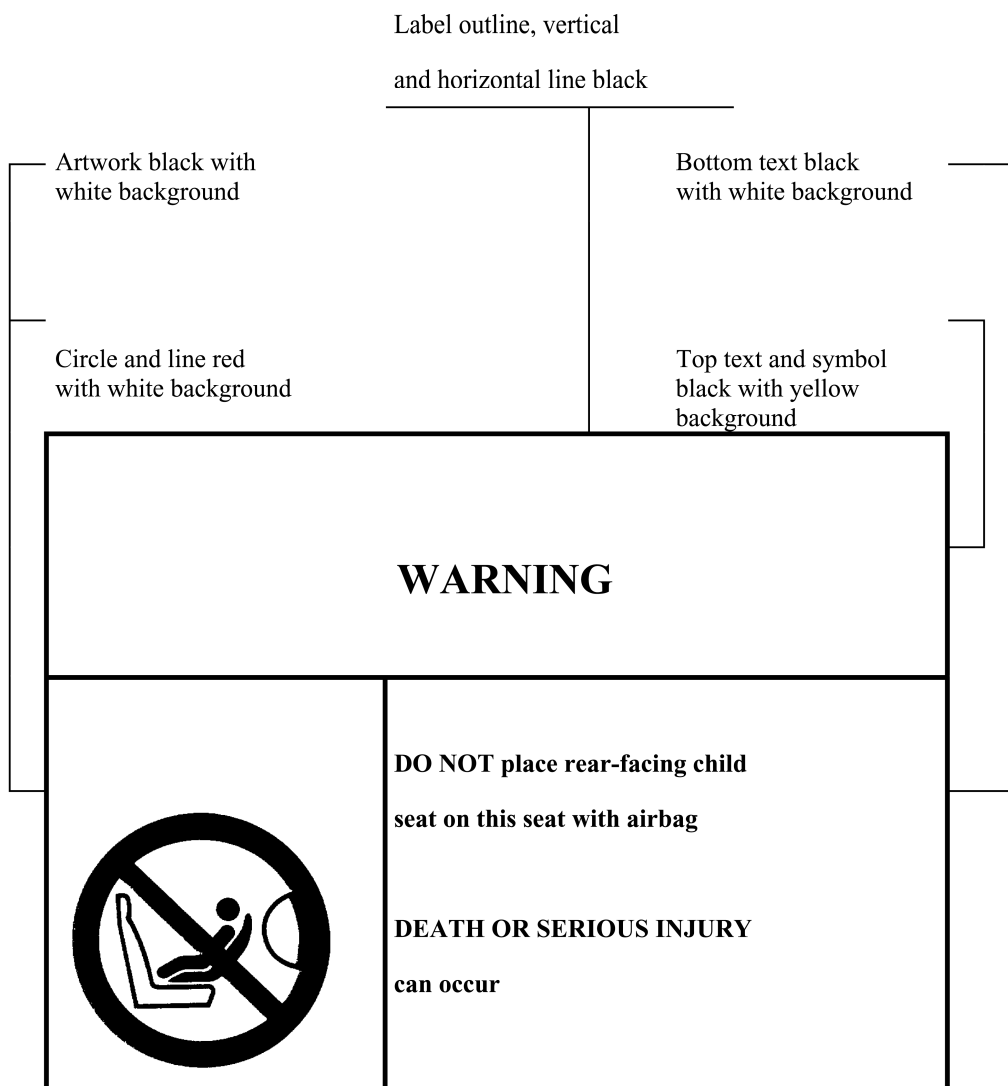 Label outline, vertical
and horizontal line black
Artwork black with
white background
Bottom text black
with white background
Circle and line red
with white background
Top text and symbol
black with yellow
background
WARNING
DO NOT place rear-facing child
seat on this seat with airbag
DEATH OR SERIOUS INJURY
can occur